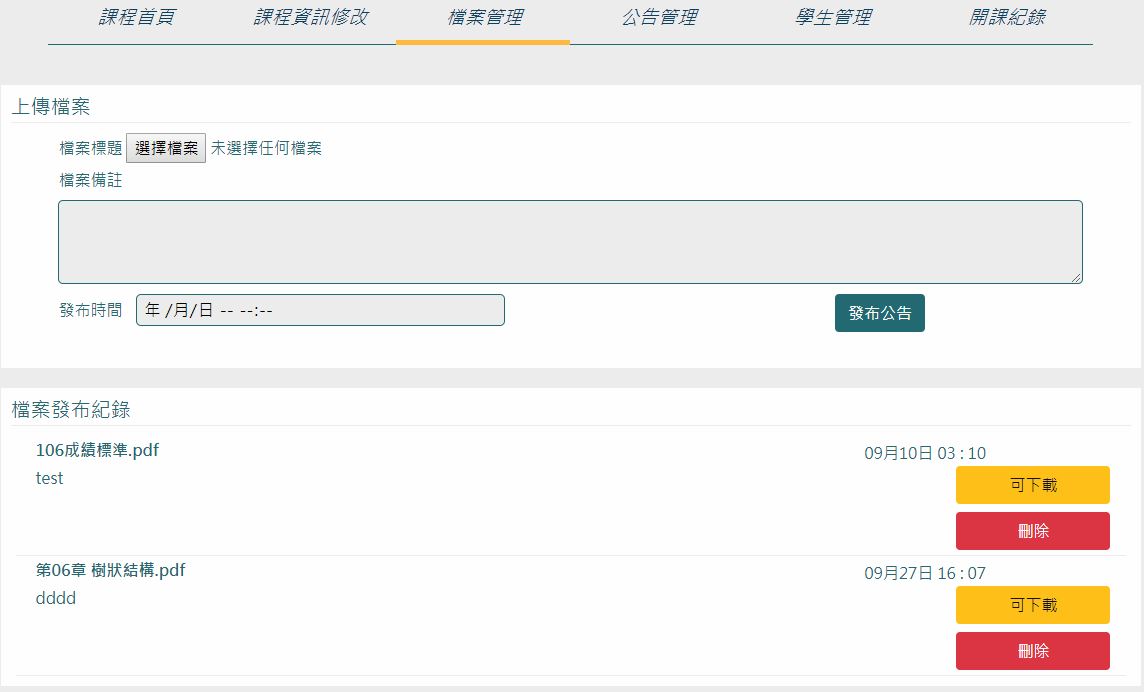 課程首頁 課程資訊修改 檔案管理 公告管理 學生管理 開課紀錄
上傳檔案
檔案標題 選擇檔案 未選擇任何檔案
檔案備註
發布時間 年 /月/日 -- --:-- 發布公告
檔案發布紀錄
106成績標準.pdf 09月10日 03 : 10
test
可下載
刪除
第06章 樹狀結構.pdf 09月27日 16 : 07
dddd
可下載
刪除